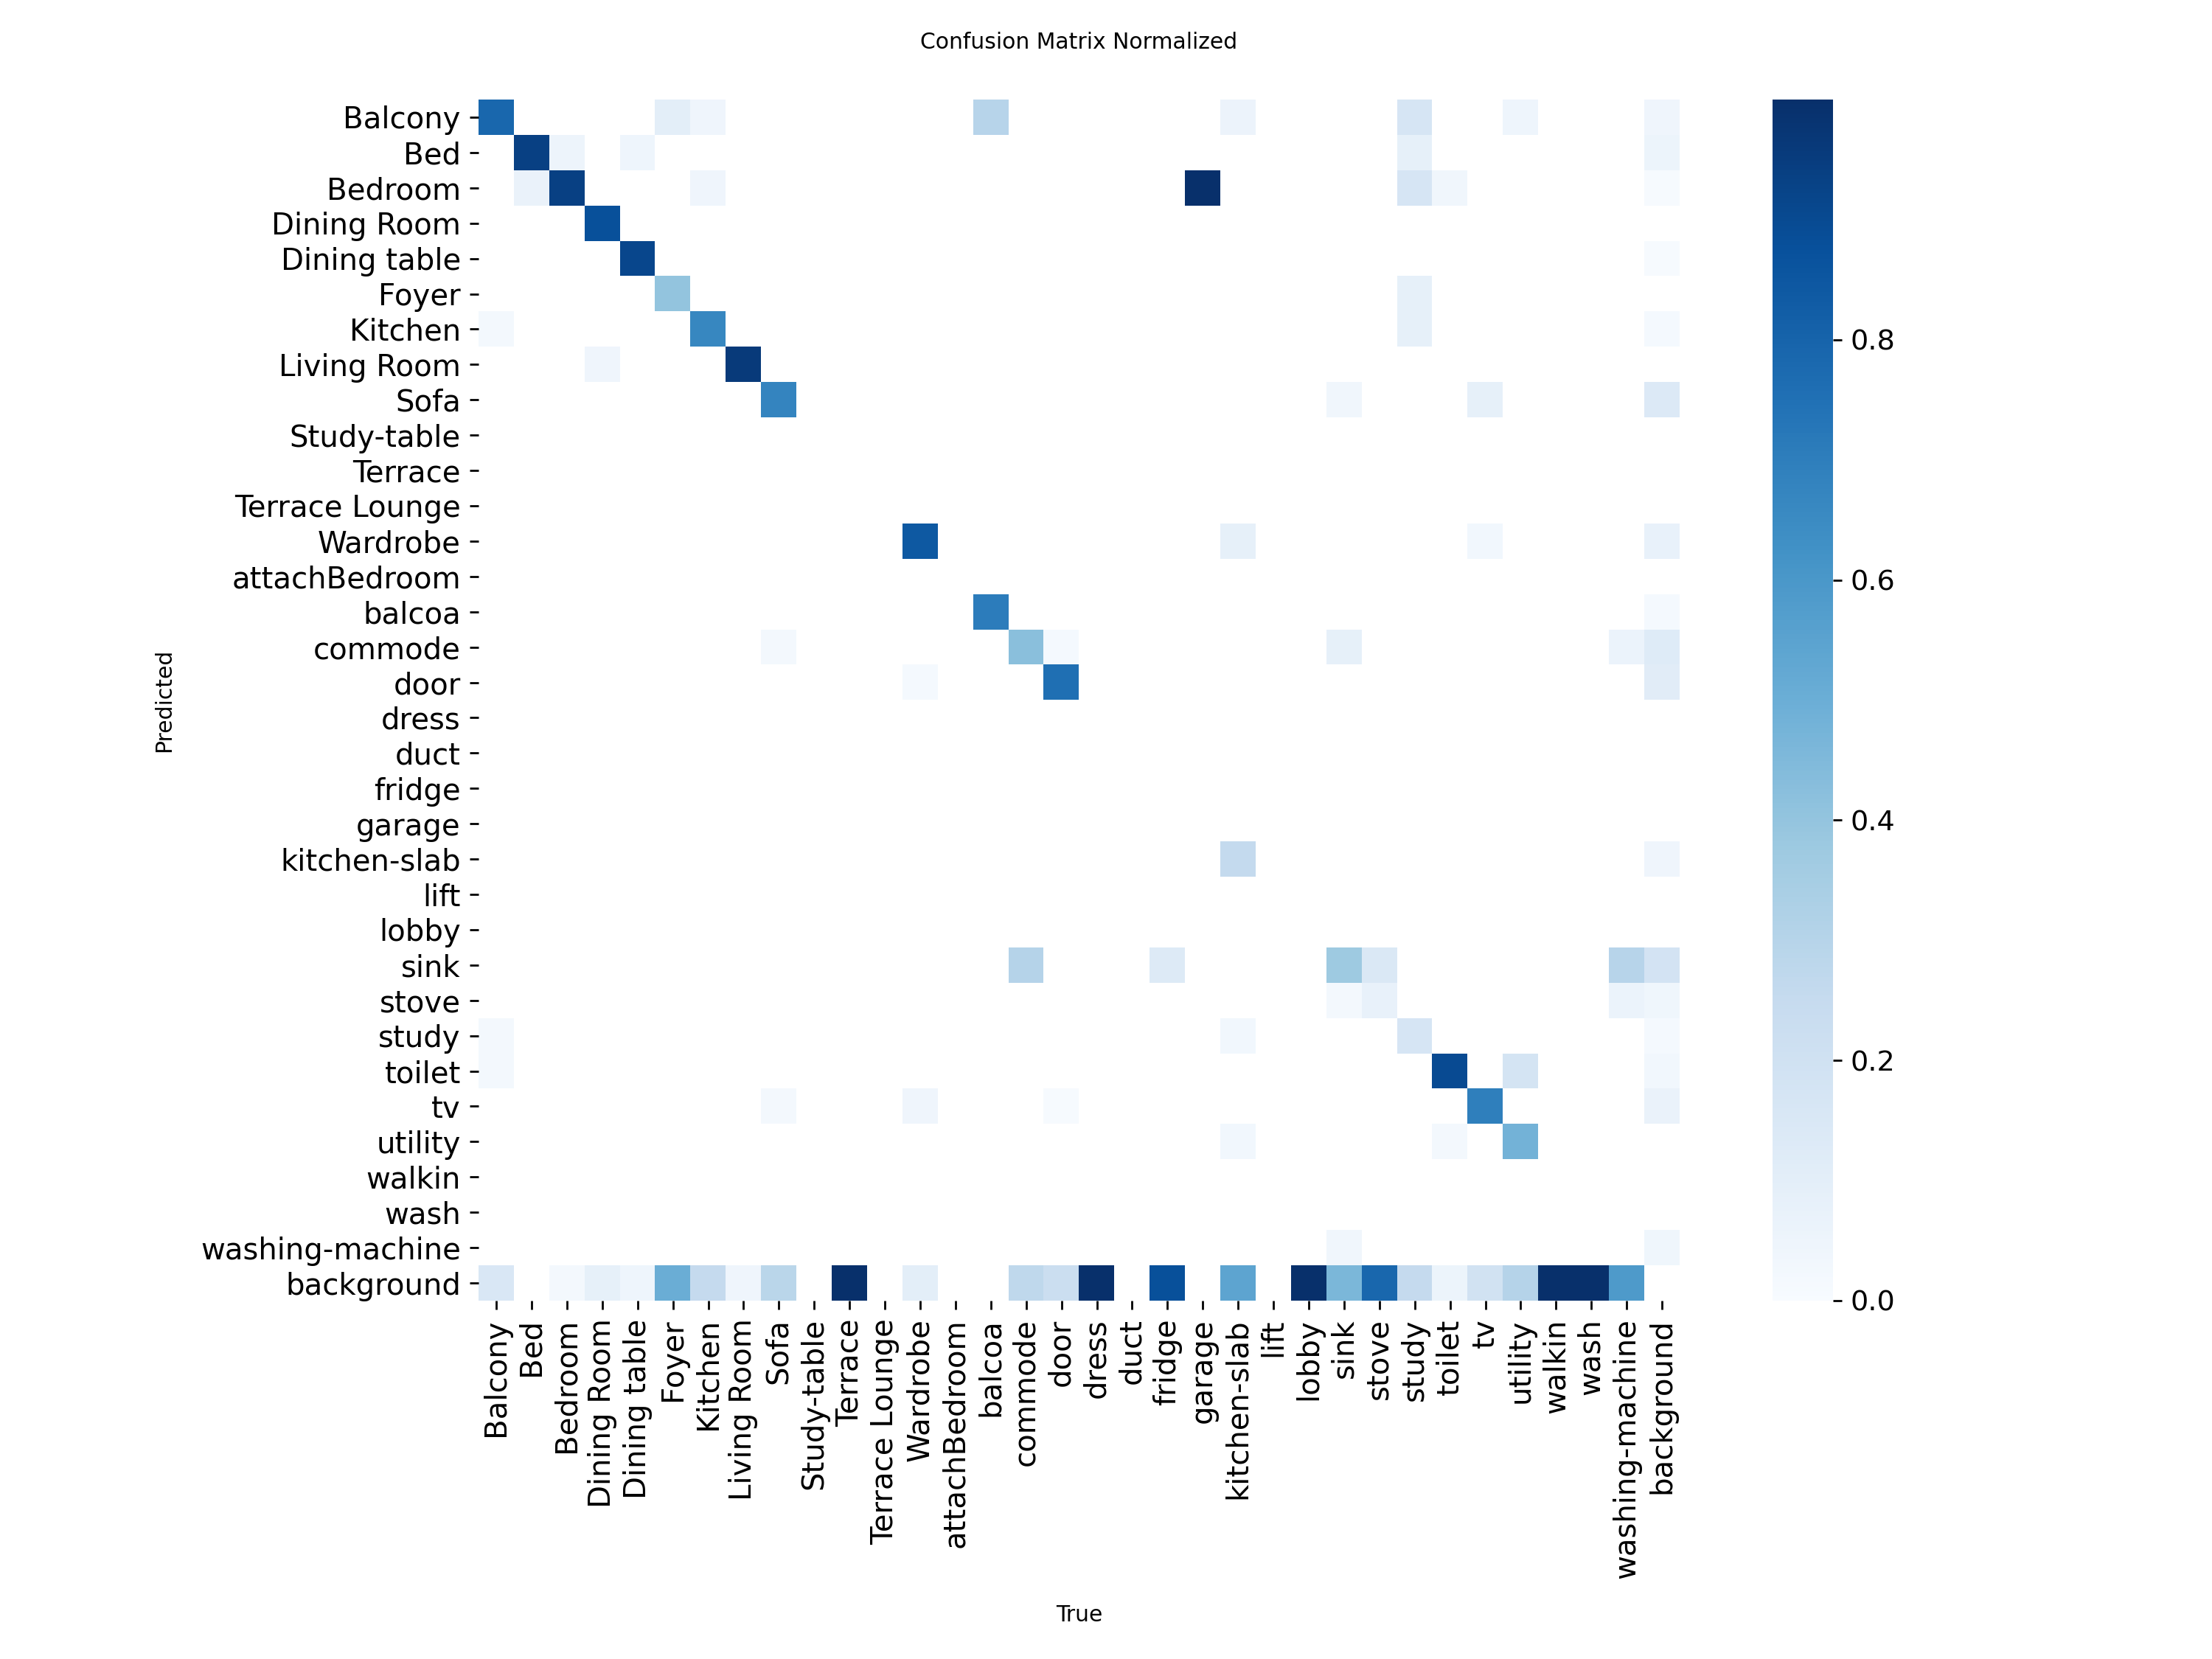 Confusion Matrix Normalized
Predicted
Balcony
Bed
Bedroom
Dining Room
Dining table
Foyer
Kitchen
Living Room
Sofa
Study-table
Terrace
Terrace Lounge
Wardrobe
attachBedroom
balcoa
commode
door
dress
duct
fridge
garage
kitchen-slab
lift
lobby
sink
stove
study
toilet
tv
utility
walkin
wash
washing-machine
background
Balcony
Bed
Bedroom
Dining Room
Dining table
Foyer
Kitchen
Living Room
Sofa
Study-table
Terrace
Terrace Lounge
Wardrobe
attachBedroom
balcoa
commode
door
dress
duct
fridge
garage
kitchen-slab
lift
lobby
sink
stove
study
toilet
tv
utility
walkin
wash
washing-machine
background
True
0.8
0.6
0.4
0.2
0.0